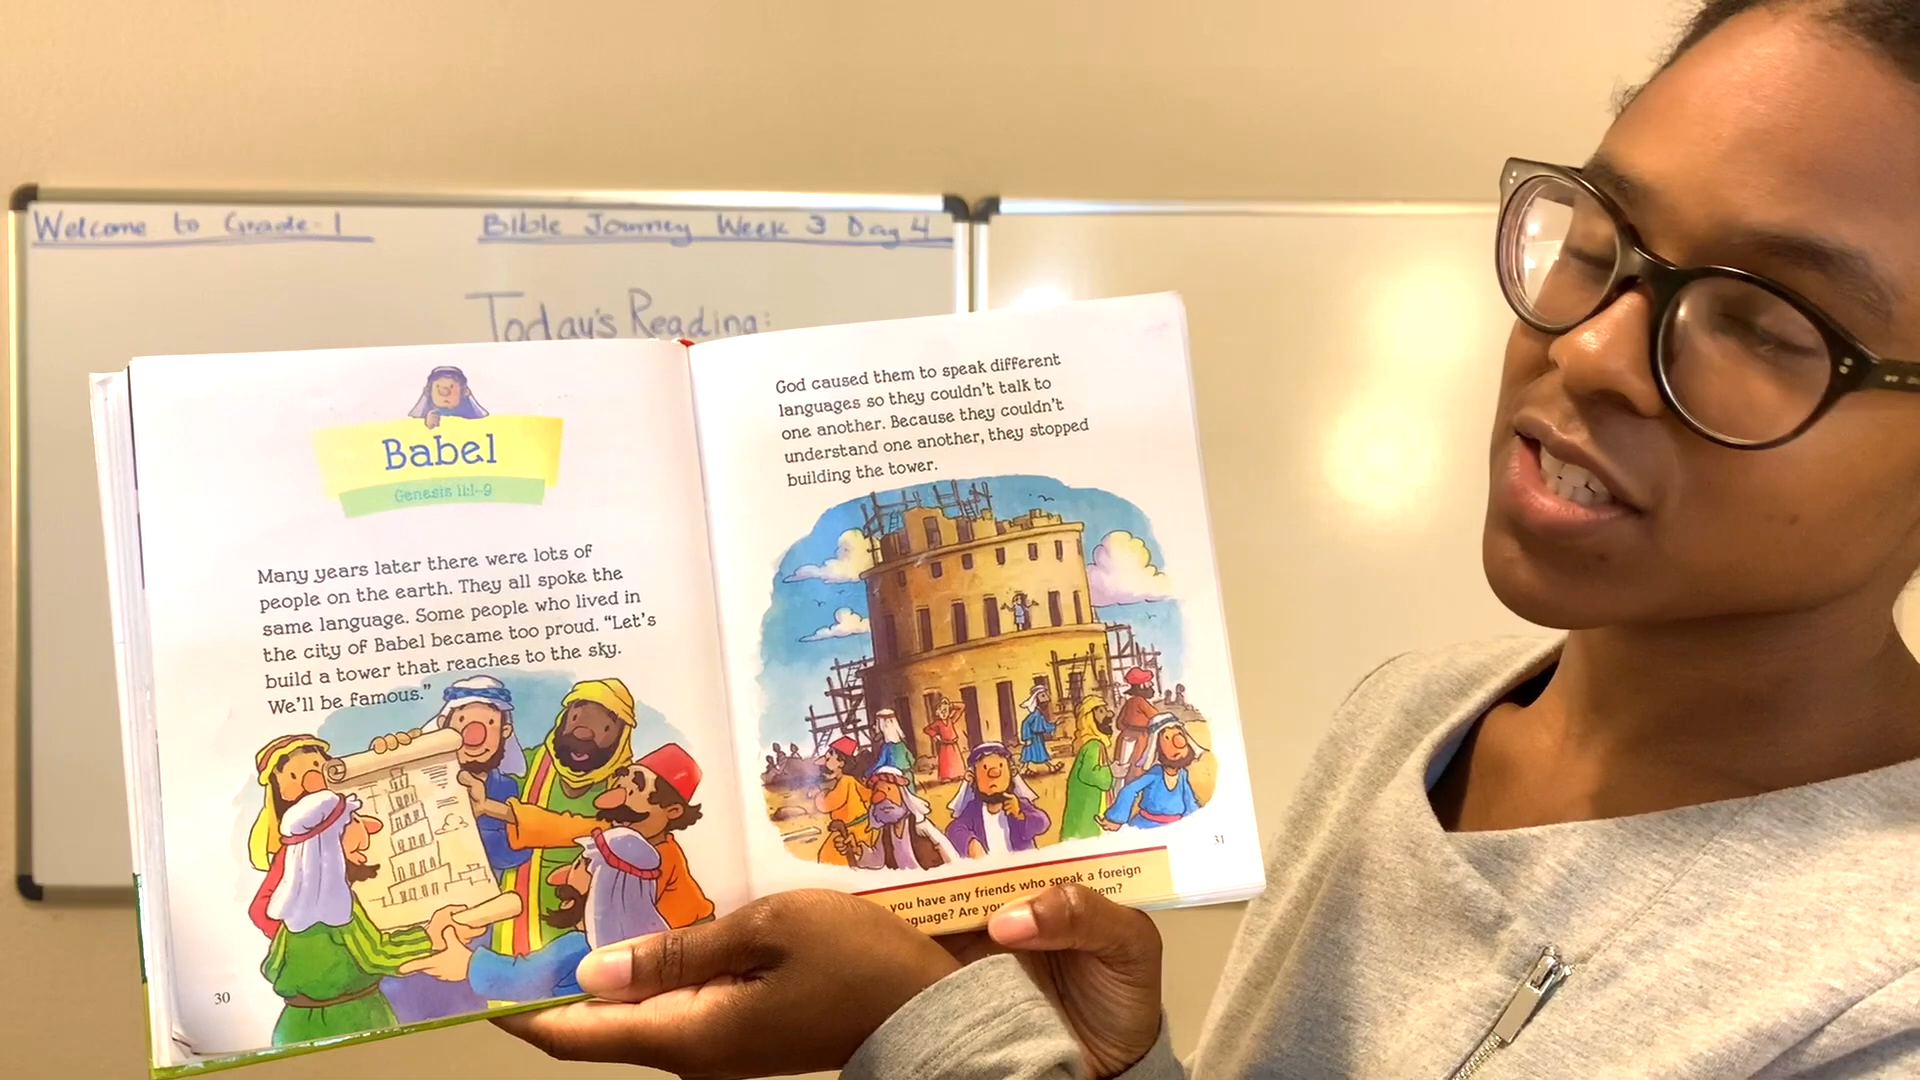 Welcome to Grade-1
Bible Journey Week 3 Day 4
Today's Reading:
Babel
Genesis 11:1-9
Many years later there were lots of
people on the earth. They all spoke the
same language. Some people who lived in
the city of Babel became too proud. “Let’s
build a tower that reaches to the sky.
We’ll be famous.”
30
God caused them to speak different
languages so they couldn’t talk to
one another. Because they couldn’t
understand one another, they stopped
building the tower.
31
you have any friends who speak a foreign
Are you